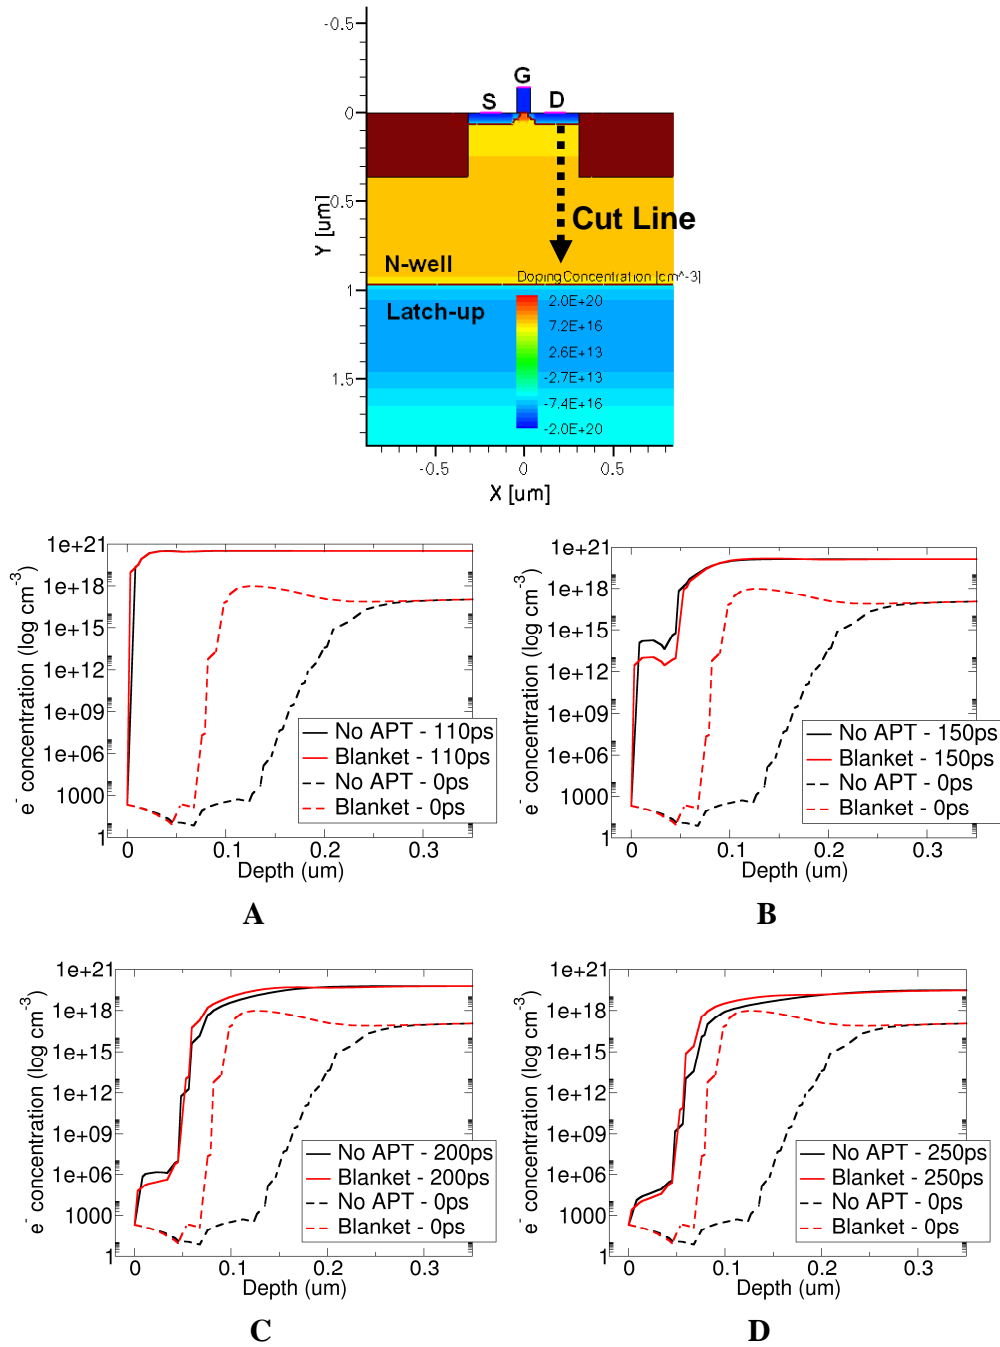 -0.5
G
S
D
0
0.5
Y [um]
Cut Line
N-well
DopingConcentration [cm^-3]
1
Latch-up
2.0E+20
7.2E+16
2.6E+13
-2.7E+13
-7.4E+16
-2.0E+20
1.5
-0.5
0
0.5
X [um]
1e+21
1e+18
1e+15
1e+12
1e+09
1e+06
1000
1
e- concentration (log cm-3)
No APT - 110ps
Blanket - 110ps
No APT - 0ps
Blanket - 0ps
0
0.1
0.2
0.3
Depth (um)
A
1e+21
1e+18
1e+15
1e+12
1e+09
1e+06
1000
1
e- concentration (log cm-3)
No APT - 150ps
Blanket - 150ps
No APT - 0ps
Blanket - 0ps
0
0.1
0.2
0.3
Depth (um)
B
1e+21
1e+18
1e+15
1e+12
1e+09
1e+06
1000
1
e- concentration (log cm-3)
No APT - 200ps
Blanket - 200ps
No APT - 0ps
Blanket - 0ps
0
0.1
0.2
0.3
Depth (um)
C
1e+21
1e+18
1e+15
1e+12
1e+09
1e+06
1000
1
e- concentration (log cm-3)
No APT - 250ps
Blanket - 250ps
No APT - 0ps
Blanket - 0ps
0
0.1
0.2
0.3
Depth (um)
D